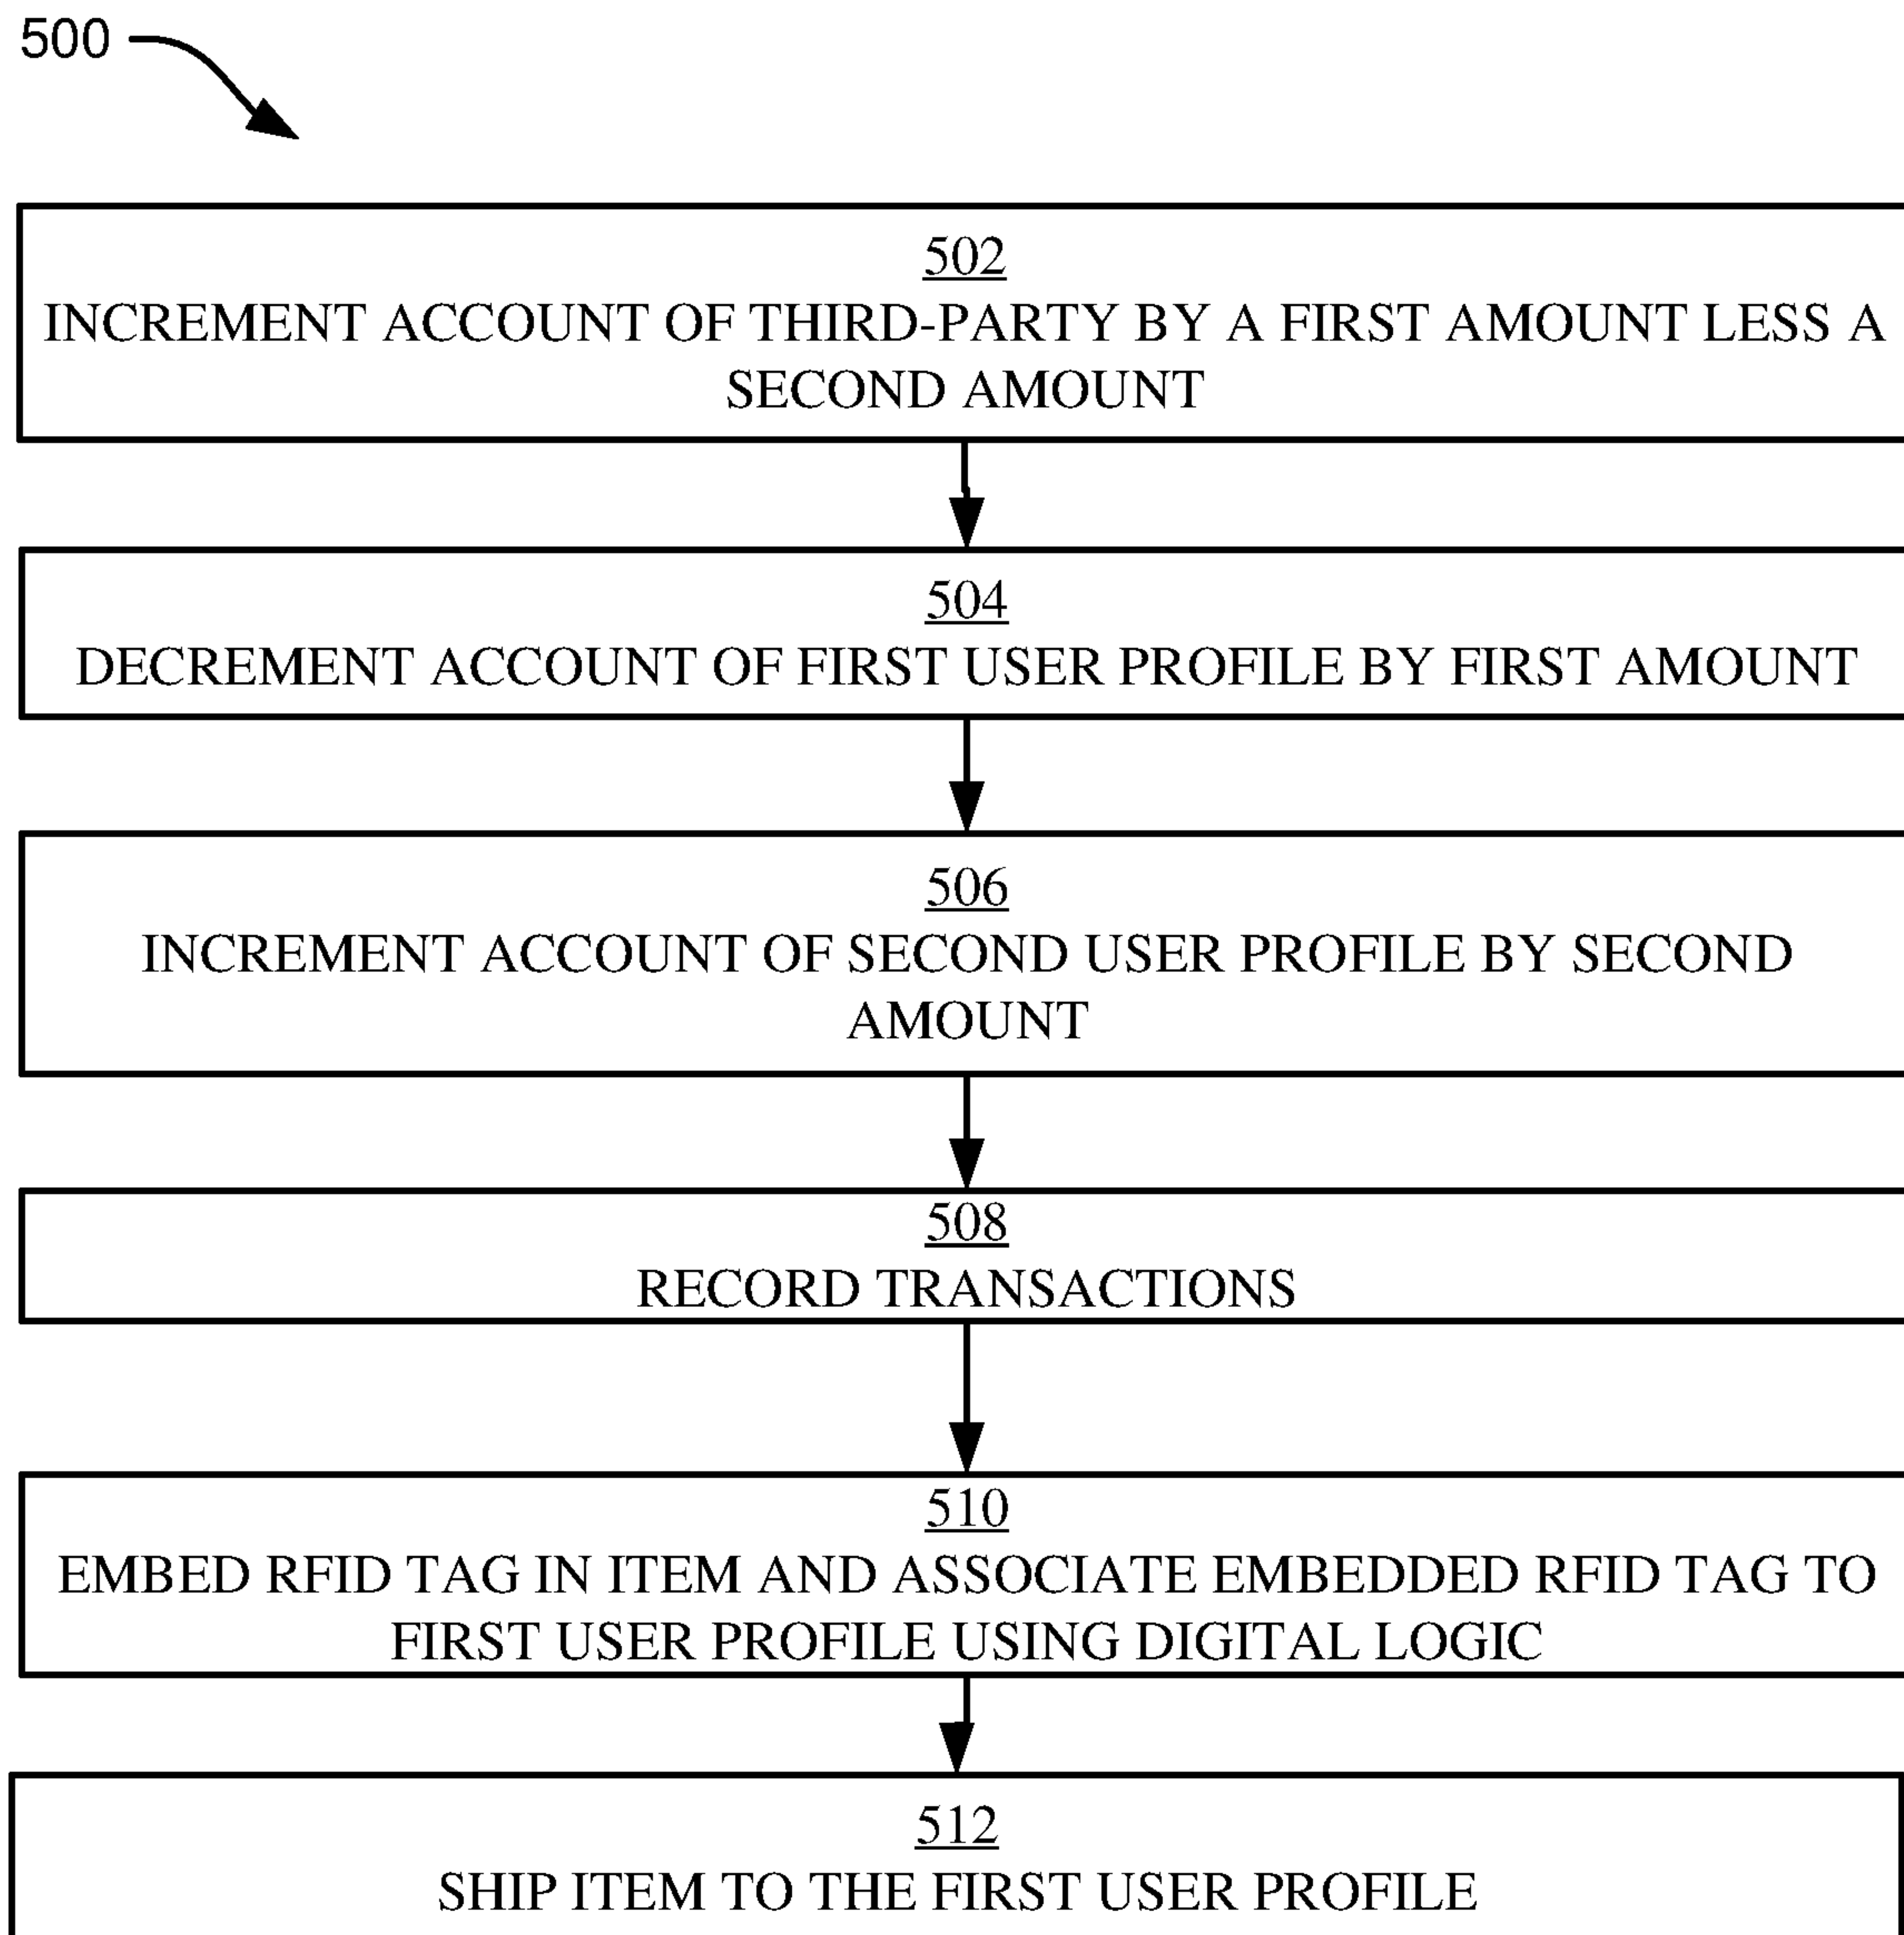 500
502
INCREMENT ACCOUNT OF THIRD-PARTY BY A FIRST AMOUNT LESS A
SECOND AMOUNT
504
DECREMENT ACCOUNT OF FIRST USER PROFILE BY FIRST AMOUNT
506
INCREMENT ACCOUNT OF SECOND USER PROFILE BY SECOND
AMOUNT
508
RECORD TRANSACTIONS
510
EMBED RFID TAG IN ITEM AND ASSOCIATE EMBEDDED RFID TAG TO
FIRST USER PROFILE USING DIGITAL LOGIC
512
SHIP ITEM TO THE FIRST USER PROFILE